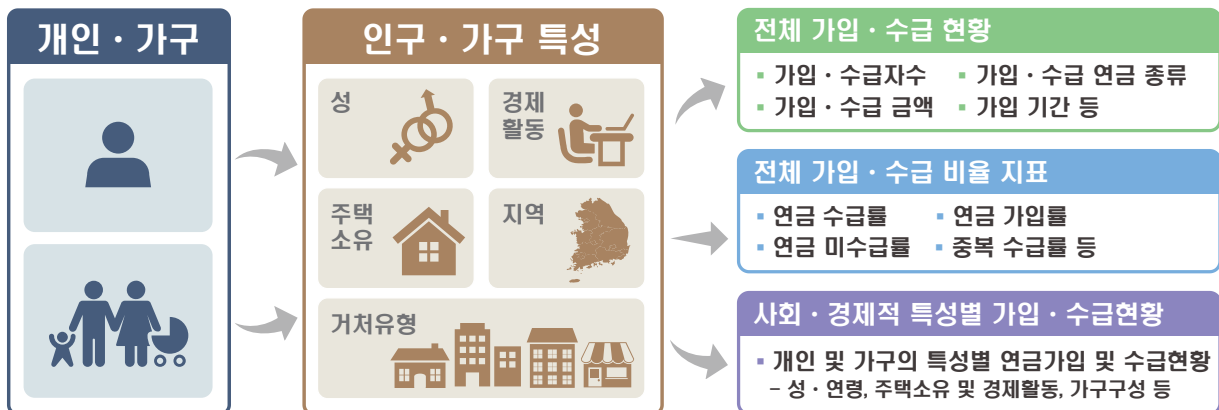 개인 · 가구
인구 · 가구 특성
성
경제
활동
주택
소유
지역
거처유형
전체 가입 · 수급 현황
▪ 가입 · 수급자수 ▪ 가입 · 수급 연금 종류
▪ 가입 · 수급 금액 ▪ 가입 기간 등
전체 가입 · 수급 비율 지표
▪ 연금 수급률 ▪ 연금 가입률
▪ 연금 미수급률 ▪ 중복 수급률 등
사회 · 경제적 특성별 가입 · 수급현황
▪ 개인 및 가구의 특성별 연금가입 및 수급현황
– 성 · 연령, 주택소유 및 경제활동, 가구구성 등